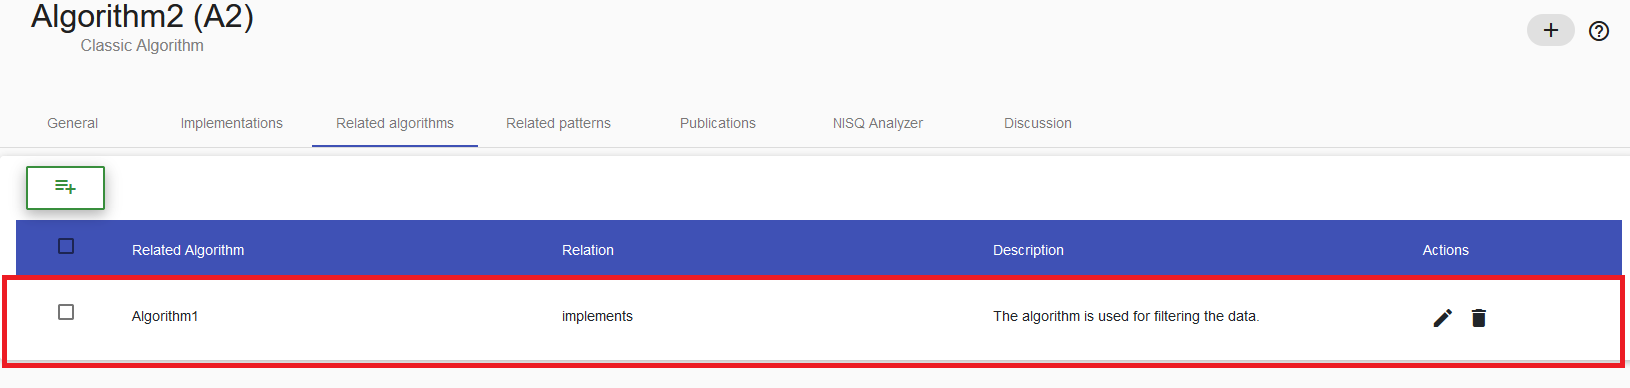 Algorithm2 (A2)
Classic Algorithm
General Implementations Related algorithms Related patterns Publications NISQ Analyzer Discussion
Related Algorithm Relation Description Actions
Algorithm1 implements The algorithm is used for filtering the data.